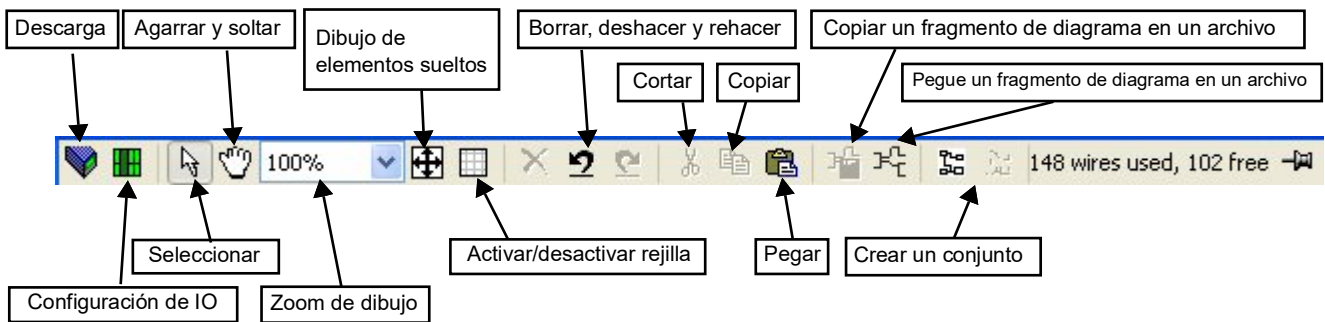 Descarga
Agarrar y soltar
Dibujo de
elementos sueltos
Borrar, deshacer y rehacer
Copiar un fragmento de diagrama en un archivo
Cortar
Copiar
Pegue un fragmento de diagrama en un archivo
100%
148 wires used, 102 free
Seleccionar
Activar/desactivar rejilla
Pegar
Crear un conjunto
Configuración de IO
Zoom de dibujo